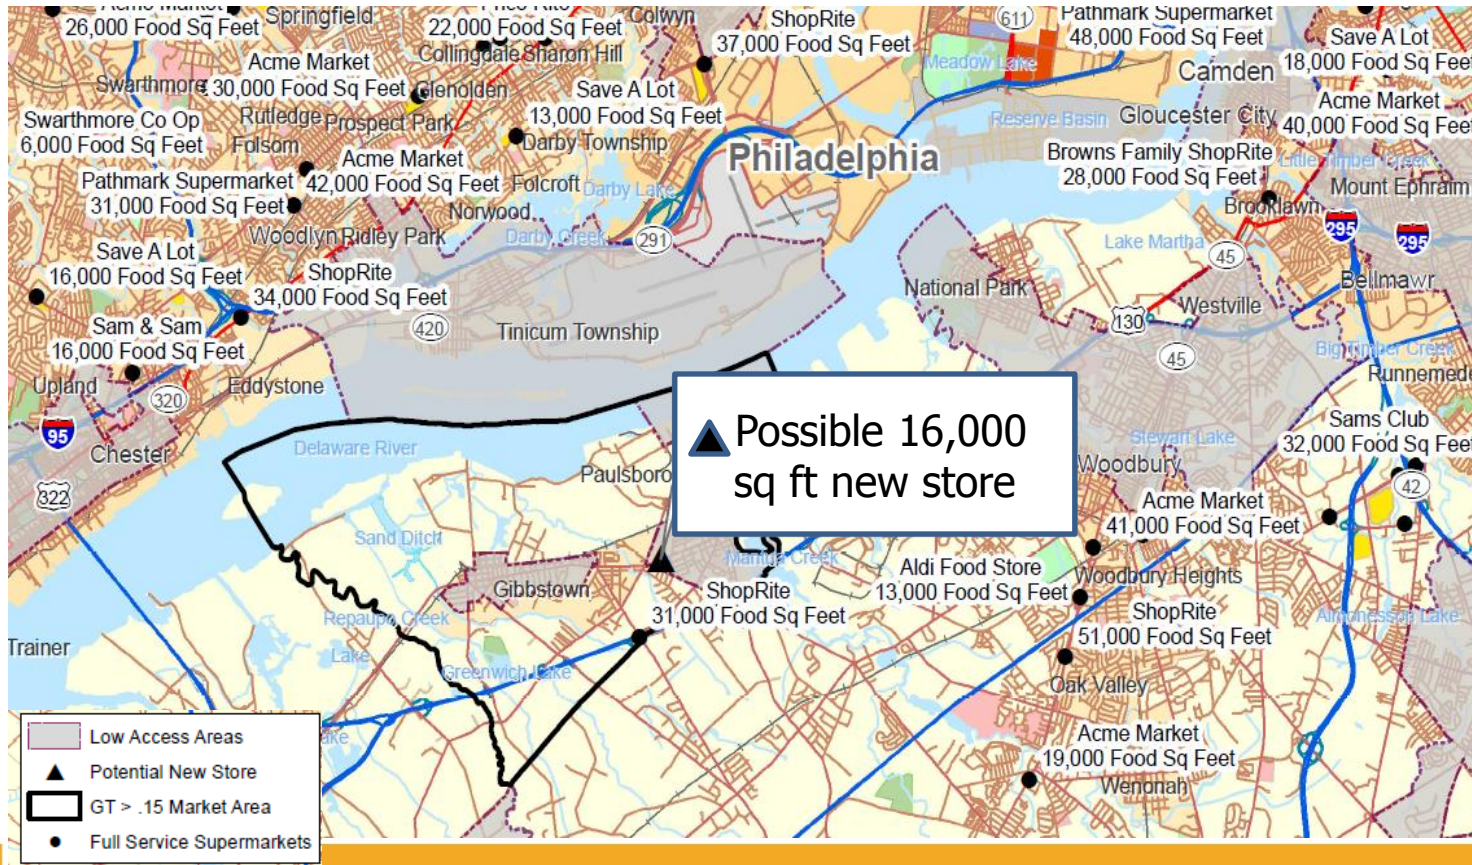 Acme Market
26,000 Food Sq Feet
Springfield
22,000 Food Sq Feet
Colwyn
ShopRite
37,000 Food Sq Feet
611
Pathmark Supermarket
48,000 Food Sq Feet
Save A Lot
18,000 Food Sq Feet
Collingdale
Sharon Hill
Meadow Lake
Camden
Swarthmore
Acme Market
30,000 Food Sq Feet
Glenolden
Save A Lot
13,000 Food Sq Feet
Reserve Basin
Gloucester City
Acme Market
40,000 Food Sq Feet
Swarthmore Co Op
6,000 Food Sq Feet
Rutledge
Prospect Park
Folsom
Darby Township
Philadelphia
Browns Family ShopRite
28,000 Food Sq Feet
Little Timber Creek
Mount Ephraim
Pathmark Supermarket
31,000 Food Sq Feet
Acme Market
42,000 Food Sq Feet
Folcroft
Darby Lake
Norwood
Brooklawn
Woodlyn
Ridley Park
Darby Creek
291
Lake Martha
45
295
295
Save A Lot
16,000 Food Sq Feet
ShopRite
34,000 Food Sq Feet
National Park
Westville
Bellmawr
Sam & Sam
16,000 Food Sq Feet
420
Tinicum Township
130
45
Big Timber Creek
Runnemede
Upland
320
Eddystone
95
Chester
Delaware River
Paulsboro
Possible 16,000
sq ft new store
Stewart Lake
Woodbury
Sams Club
32,000 Food Sq Feet
322
42
Sand Ditch
Mantua Creek
Acme Market
41,000 Food Sq Feet
Gibbstown
ShopRite
31,000 Food Sq Feet
Aldi Food Store
13,000 Food Sq Feet
Woodbury Heights
ShopRite
51,000 Food Sq Feet
Almonesson Lake
Trainer
Repaupo Creek
Lake
Greenwich Lake
Oak Valley
Acme Market
19,000 Food Sq Feet
Wenonah
Low Access Areas
Potential New Store
GT > .15 Market Area
Full Service Supermarkets